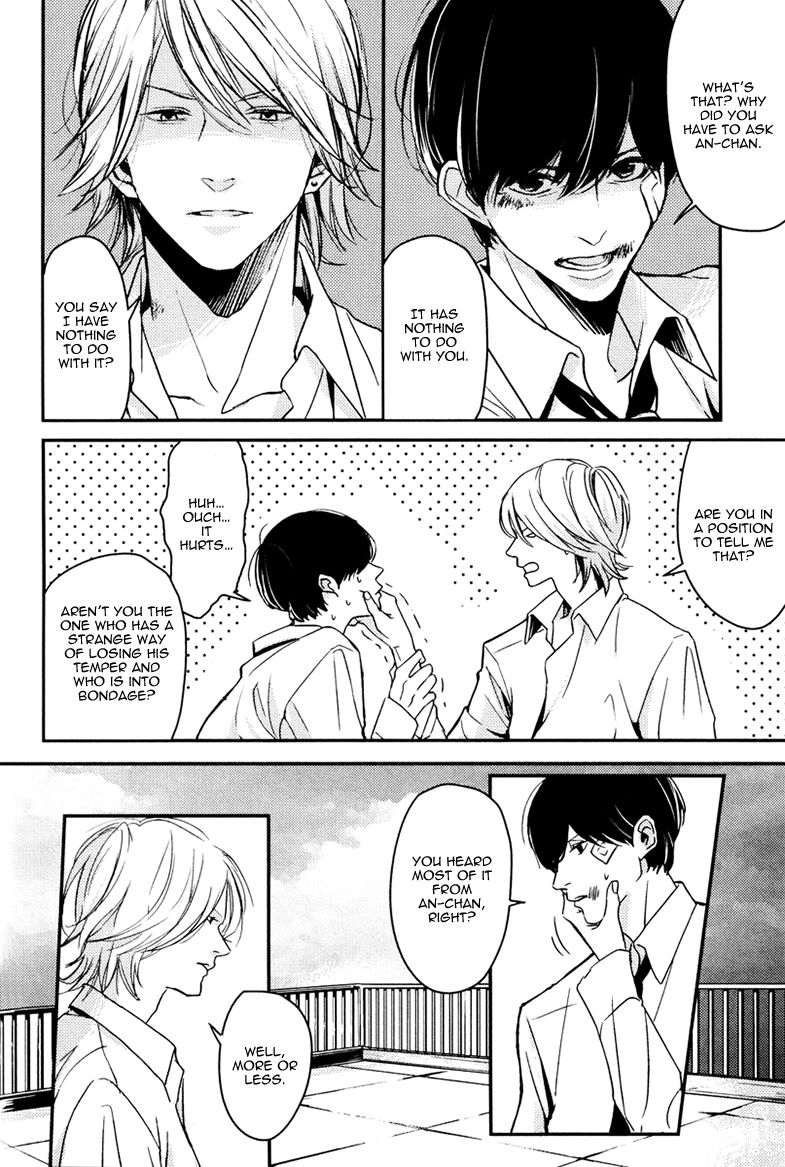 WHAT'S
THAT? WHY
DID YOU
HAVE TO ASK
AN-CHAN.
IT HAS
NOTHING
TO DO
WITH YOU.
YOU SAY
I HAVE
NOTHING
TO DO
WITH IT?
ARE YOU IN
A POSITION
TO TELL ME
THAT?
HUH...
OUCH...
IT
HURTS...
AREN'T YOU THE
ONE WHO HAS A
STRANGE WAY
OF LOSING HIS
TEMPER AND
WHO IS INTO
BONDAGE?
YOU HEARD
MOST OF IT
FROM
AN-CHAN,
RIGHT?
WELL,
MORE OR
LESS.